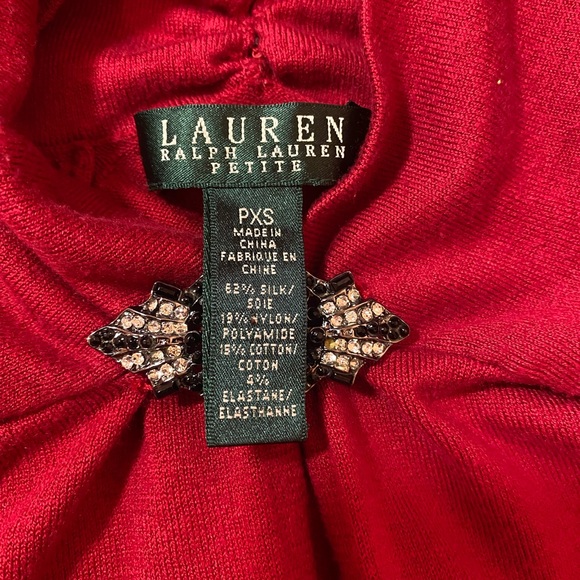 LAUREN
RALPH LAUREN
PETITE
PXS
MADE IN
CHINA
FABRIQUE EN
CHINE
62% SILK/
SOIE
19% NYLON/
POLYAMIDE
15% COTTON/
COTON
4%
ELASTANE/
ELASTHANNE